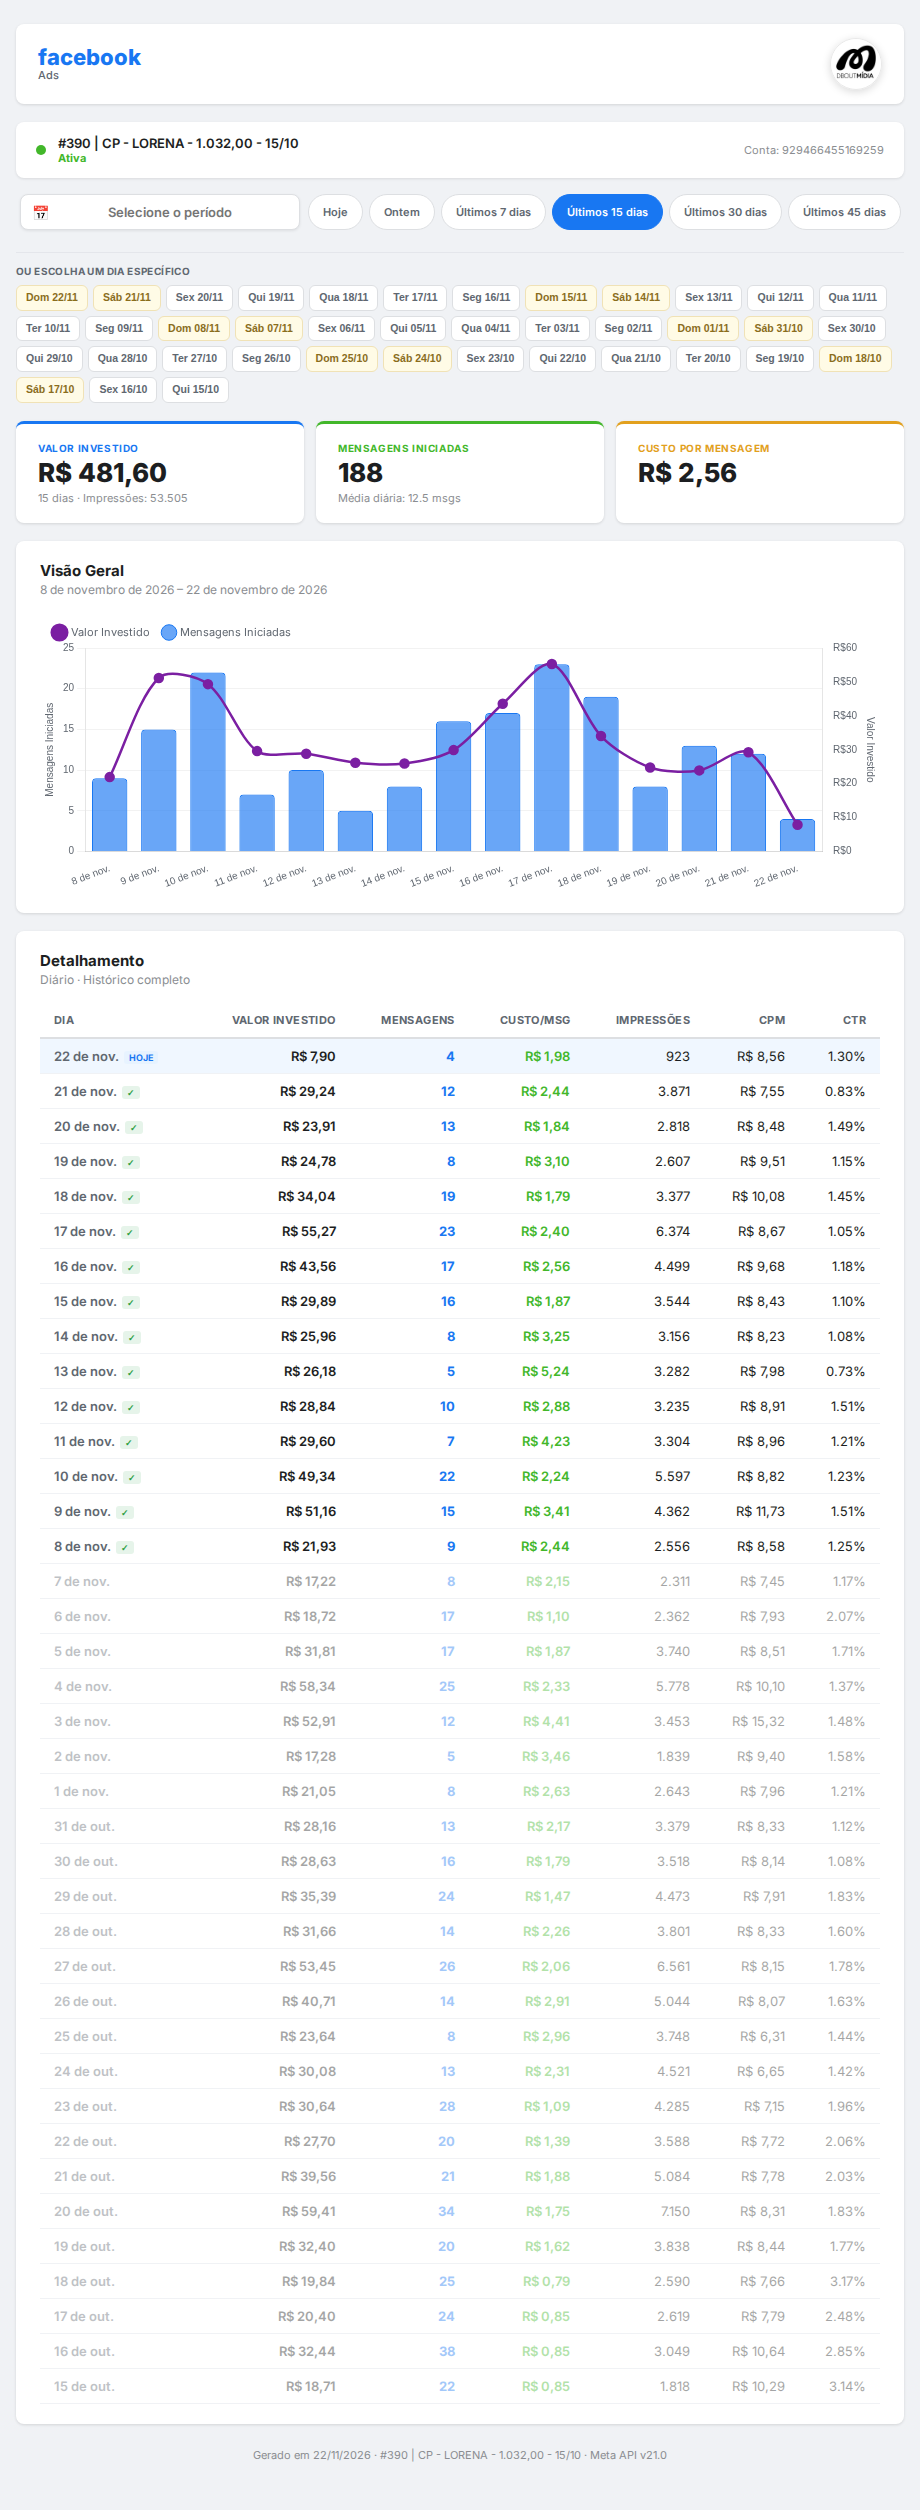 facebook
Ads
DBOUTMÍDIA
#390 | CP - LORENA - 1.032,00 - 15/10
Ativa
Conta: 929466455169259
Selecione o período
Hoje
Ontem
Últimos 7 dias
Últimos 15 dias
Últimos 30 dias
Últimos 45 dias
OU ESCOLHA UM DIA ESPECÍFICO
Dom 22/11 Sáb 21/11 Sex 20/11 Qui 19/11 Qua 18/11 Ter 17/11 Seg 16/11 Dom 15/11 Sáb 14/11 Sex 13/11 Qui 12/11 Qua 11/11
Ter 10/11 Seg 09/11 Dom 08/11 Sáb 07/11 Sex 06/11 Qui 05/11 Qua 04/11 Ter 03/11 Seg 02/11 Dom 01/11 Sáb 31/10 Sex 30/10
Qui 29/10 Qua 28/10 Ter 27/10 Seg 26/10 Dom 25/10 Sáb 24/10 Sex 23/10 Qui 22/10 Qua 21/10 Ter 20/10 Seg 19/10 Dom 18/10
Sáb 17/10 Sex 16/10 Qui 15/10
VALOR INVESTIDO
R$ 481,60
15 dias · Impressões: 53.505
MENSAGENS INICIADAS
188
Média diária: 12.5 msgs
CUSTO POR MENSAGEM
R$ 2,56
Visão Geral
8 de novembro de 2026 – 22 de novembro de 2026
Valor Investido Mensagens Iniciadas
Mensagens Iniciadas
25
20
15
10
5
0
R$60
R$50
R$40
R$30
R$20
R$10
R$0
Valor Investido
8 de nov. 9 de nov. 10 de nov. 11 de nov. 12 de nov. 13 de nov. 14 de nov. 15 de nov. 16 de nov. 17 de nov. 18 de nov. 19 de nov. 20 de nov. 21 de nov. 22 de nov.
Detalhamento
Diário · Histórico completo
DIA VALOR INVESTIDO MENSAGENS CUSTO/MSG IMPRESSÕES CPM CTR
22 de nov. HOJE R$ 7,90 4 R$ 1,98 923 R$ 8,56 1.30%
21 de nov. ✓ R$ 29,24 12 R$ 2,44 3.871 R$ 7,55 0.83%
20 de nov. ✓ R$ 23,91 13 R$ 1,84 2.818 R$ 8,48 1.49%
19 de nov. ✓ R$ 24,78 8 R$ 3,10 2.607 R$ 9,51 1.15%
18 de nov. ✓ R$ 34,04 19 R$ 1,79 3.377 R$ 10,08 1.45%
17 de nov. ✓ R$ 55,27 23 R$ 2,40 6.374 R$ 8,67 1.05%
16 de nov. ✓ R$ 43,56 17 R$ 2,56 4.499 R$ 9,68 1.18%
15 de nov. ✓ R$ 29,89 16 R$ 1,87 3.544 R$ 8,43 1.10%
14 de nov. ✓ R$ 25,96 8 R$ 3,25 3.156 R$ 8,23 1.08%
13 de nov. ✓ R$ 26,18 5 R$ 5,24 3.282 R$ 7,98 0.73%
12 de nov. ✓ R$ 28,84 10 R$ 2,88 3.235 R$ 8,91 1.51%
11 de nov. ✓ R$ 29,60 7 R$ 4,23 3.304 R$ 8,96 1.21%
10 de nov. ✓ R$ 49,34 22 R$ 2,24 5.597 R$ 8,82 1.23%
9 de nov. ✓ R$ 51,16 15 R$ 3,41 4.362 R$ 11,73 1.51%
8 de nov. ✓ R$ 21,93 9 R$ 2,44 2.556 R$ 8,58 1.25%
7 de nov. R$ 17,22 8 R$ 2,15 2.311 R$ 7,45 1.17%
6 de nov. R$ 18,72 17 R$ 1,10 2.362 R$ 7,93 2.07%
5 de nov. R$ 31,81 17 R$ 1,87 3.740 R$ 8,51 1.71%
4 de nov. R$ 58,34 25 R$ 2,33 5.778 R$ 10,10 1.37%
3 de nov. R$ 52,91 12 R$ 4,41 3.453 R$ 15,32 1.48%
2 de nov. R$ 17,28 5 R$ 3,46 1.839 R$ 9,40 1.58%
1 de nov. R$ 21,05 8 R$ 2,63 2.643 R$ 7,96 1.21%
31 de out. R$ 28,16 13 R$ 2,17 3.379 R$ 8,33 1.12%
30 de out. R$ 28,63 16 R$ 1,79 3.518 R$ 8,14 1.08%
29 de out. R$ 35,39 24 R$ 1,47 4.473 R$ 7,91 1.83%
28 de out. R$ 31,66 14 R$ 2,26 3.801 R$ 8,33 1.60%
27 de out. R$ 53,45 26 R$ 2,06 6.561 R$ 8,15 1.78%
26 de out. R$ 40,71 14 R$ 2,91 5.044 R$ 8,07 1.63%
25 de out. R$ 23,64 8 R$ 2,96 3.748 R$ 6,31 1.44%
24 de out. R$ 30,08 13 R$ 2,31 4.521 R$ 6,65 1.42%
23 de out. R$ 30,64 28 R$ 1,09 4.285 R$ 7,15 1.96%
22 de out. R$ 27,70 20 R$ 1,39 3.588 R$ 7,72 2.06%
21 de out. R$ 39,56 21 R$ 1,88 5.084 R$ 7,78 2.03%
20 de out. R$ 59,41 34 R$ 1,75 7.150 R$ 8,31 1.83%
19 de out. R$ 32,40 20 R$ 1,62 3.838 R$ 8,44 1.77%
18 de out. R$ 19,84 25 R$ 0,79 2.590 R$ 7,66 3.17%
17 de out. R$ 20,40 24 R$ 0,85 2.619 R$ 7,79 2.48%
16 de out. R$ 32,44 38 R$ 0,85 3.049 R$ 10,64 2.85%
15 de out. R$ 18,71 22 R$ 0,85 1.818 R$ 10,29 3.14%
Gerado em 22/11/2026 · #390 | CP - LORENA - 1.032,00 - 15/10 · Meta API v21.0